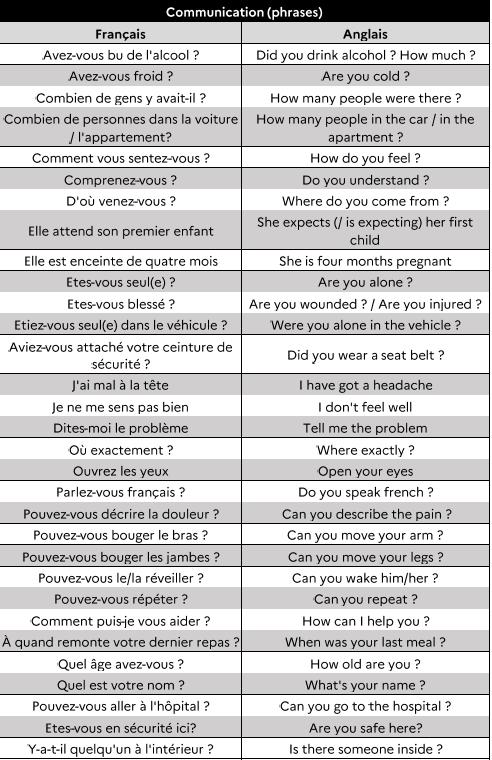 Communication (phrases)
Français Anglais
Avez-vous bu de l'alcool ? Did you drink alcohol ? How much ?
Avez-vous froid ? Are you cold ?
Combien de gens y avait-il ? How many people were there ?
Combien de personnes dans la voiture
/ l'appartement?
How many people in the car / in the
apartment ?
Comment vous sentez-vous ? How do you feel ?
Comprenez-vous ? Do you understand ?
D'où venez-vous ? Where do you come from ?
Elle attend son premier enfant
She expects (/ is expecting) her first
child
Elle est enceinte de quatre mois She is four months pregnant
Etes-vous seul(e) ? Are you alone ?
Etes-vous blessé ? Are you wounded ? / Are you injured ?
Etiez-vous seul(e) dans le véhicule ? Were you alone in the vehicle ?
Aviez-vous attaché votre ceinture de
sécurité ?
Did you wear a seat belt ?
J'ai mal à la tête I have got a headache
Je ne me sens pas bien I don't feel well
Dites-moi le problème Tell me the problem
Où exactement ? Where exactly ?
Ouvrez les yeux Open your eyes
Parlez-vous français ? Do you speak french ?
Pouvez-vous décrire la douleur ? Can you describe the pain ?
Pouvez-vous bouger le bras ? Can you move your arm ?
Pouvez-vous bouger les jambes ? Can you move your legs ?
Pouvez-vous le/la réveiller ? Can you wake him/her ?
Pouvez-vous répéter ? Can you repeat ?
Comment puis-je vous aider ? How can I help you ?
À quand remonte votre dernier repas ? When was your last meal ?
Quel âge avez-vous ? How old are you ?
Quel est votre nom ? What's your name ?
Pouvez-vous aller à l'hôpital ? Can you go to the hospital ?
Etes-vous en sécurité ici? Are you safe here?
Y-a-t-il quelqu'un à l'intérieur ? Is there someone inside ?